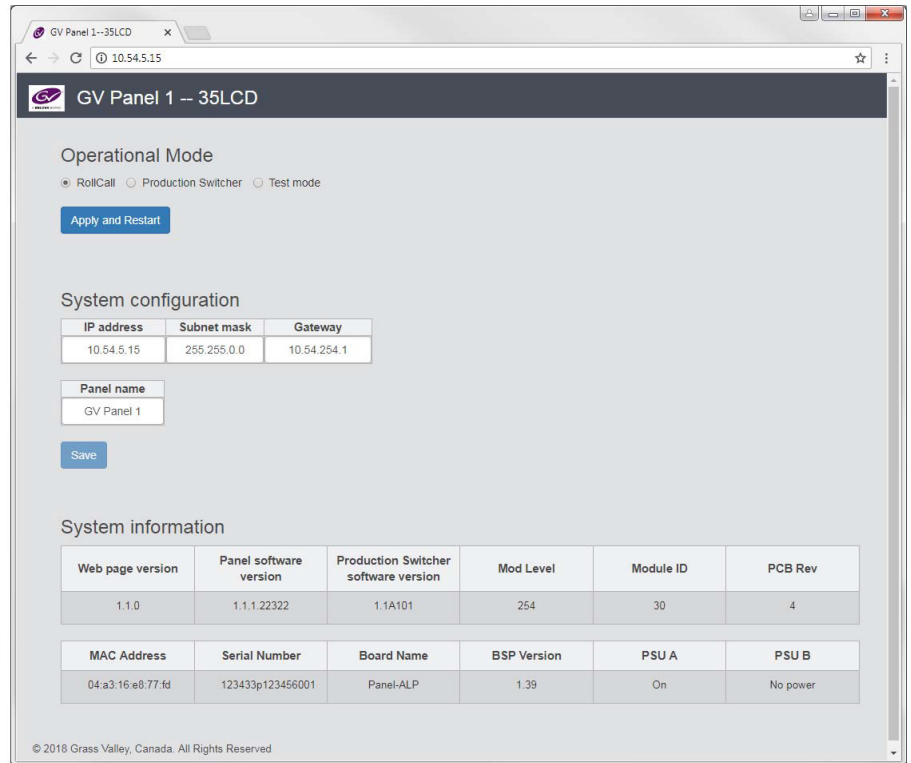 GV Panel 1--35LCD
10.54.5.15
GV Panel 1 -- 35LCD
Operational Mode
RollCall Production Switcher Test mode
Apply and Restart
System configuration
IP address Subnet mask Gateway
10.54.5.15 255.255.0.0 10.54.254.1
Panel name
GV Panel 1
Save
System information
Web page version Panel software version Production Switcher software version Mod Level Module ID PCB Rev
1.1.0 1.1.1.22322 1.1A101 254 30 4
MAC Address Serial Number Board Name BSP Version PSU A PSU B
04:a3:16:e8:77:fd 123433p123456001 Panel-ALP 1.39 On No power
© 2018 Grass Valley, Canada. All Rights Reserved